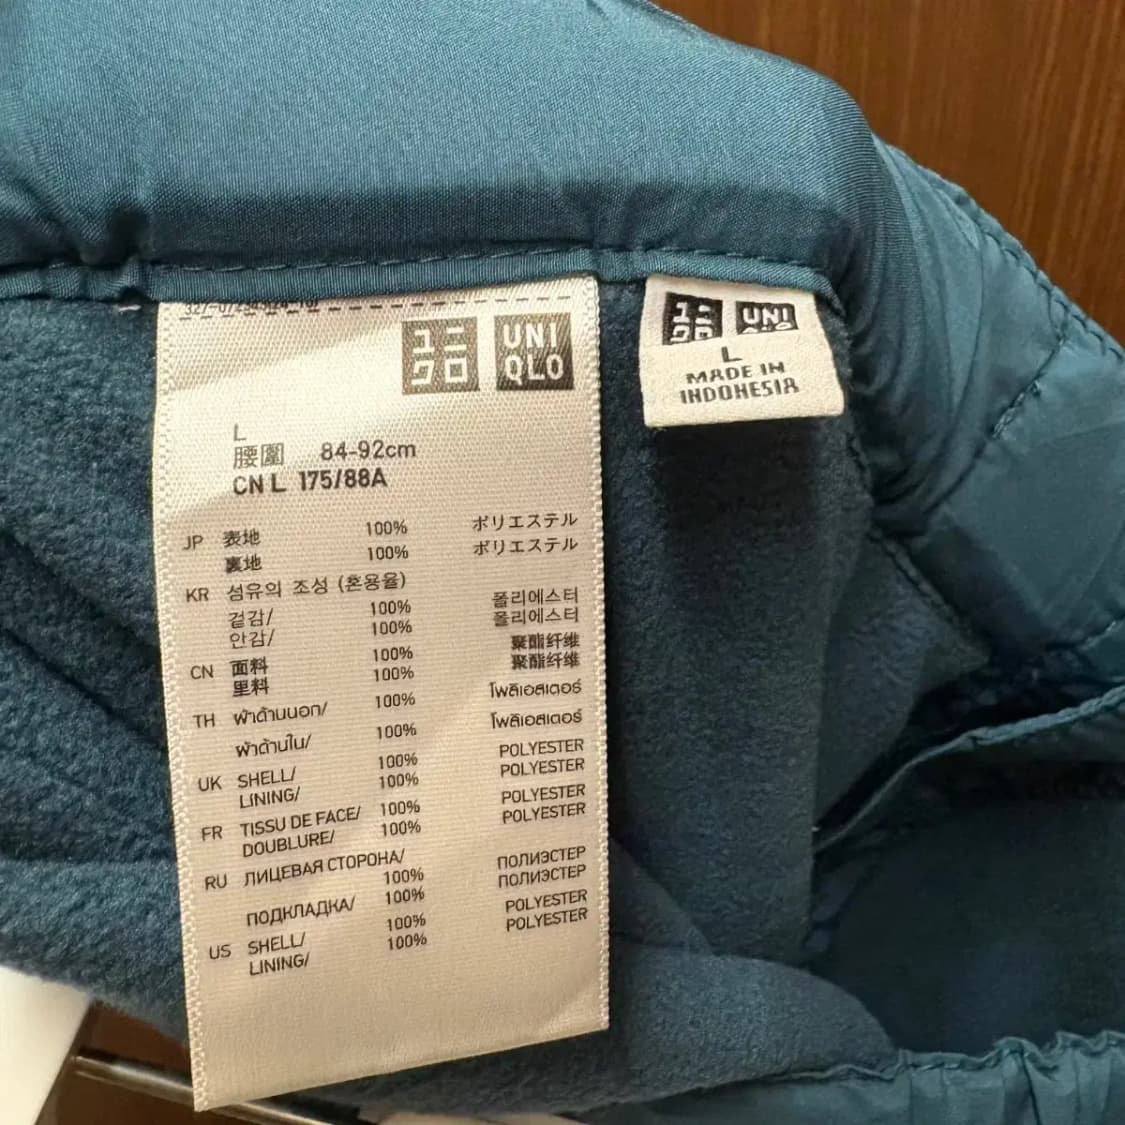 ユニ
クロ
UNI
QLO
L
腰圍 84-92cm
CN L 175/88A
JP 表地 100% ポリエステル
裏地 100% ポリエステル
KR 섬유의 조성 (혼용율)
겉감/ 100% 폴리에스터
안감/ 100% 폴리에스터
CN 面料 100% 聚酯纤维
里料 100% 聚酯纤维
TH ผ้าด้านนอก/ 100% โพลิเอสเตอร์
ผ้าด้านใน/ 100% โพลิเอสเตอร์
UK SHELL/ 100% POLYESTER
LINING/ 100% POLYESTER
FR TISSU DE FACE/ 100% POLYESTER
DOUBLURE/ 100% POLYESTER
RU ЛИЦЕВАЯ СТОРОНА/
100% ПОЛИЭСТЕР
ПОДКЛАДКА/ 100% ПОЛИЭСТЕР
US SHELL/ 100% POLYESTER
LINING/ 100% POLYESTER
ユニ
クロ
UNI
QLO
L
MADE IN
INDONESIA